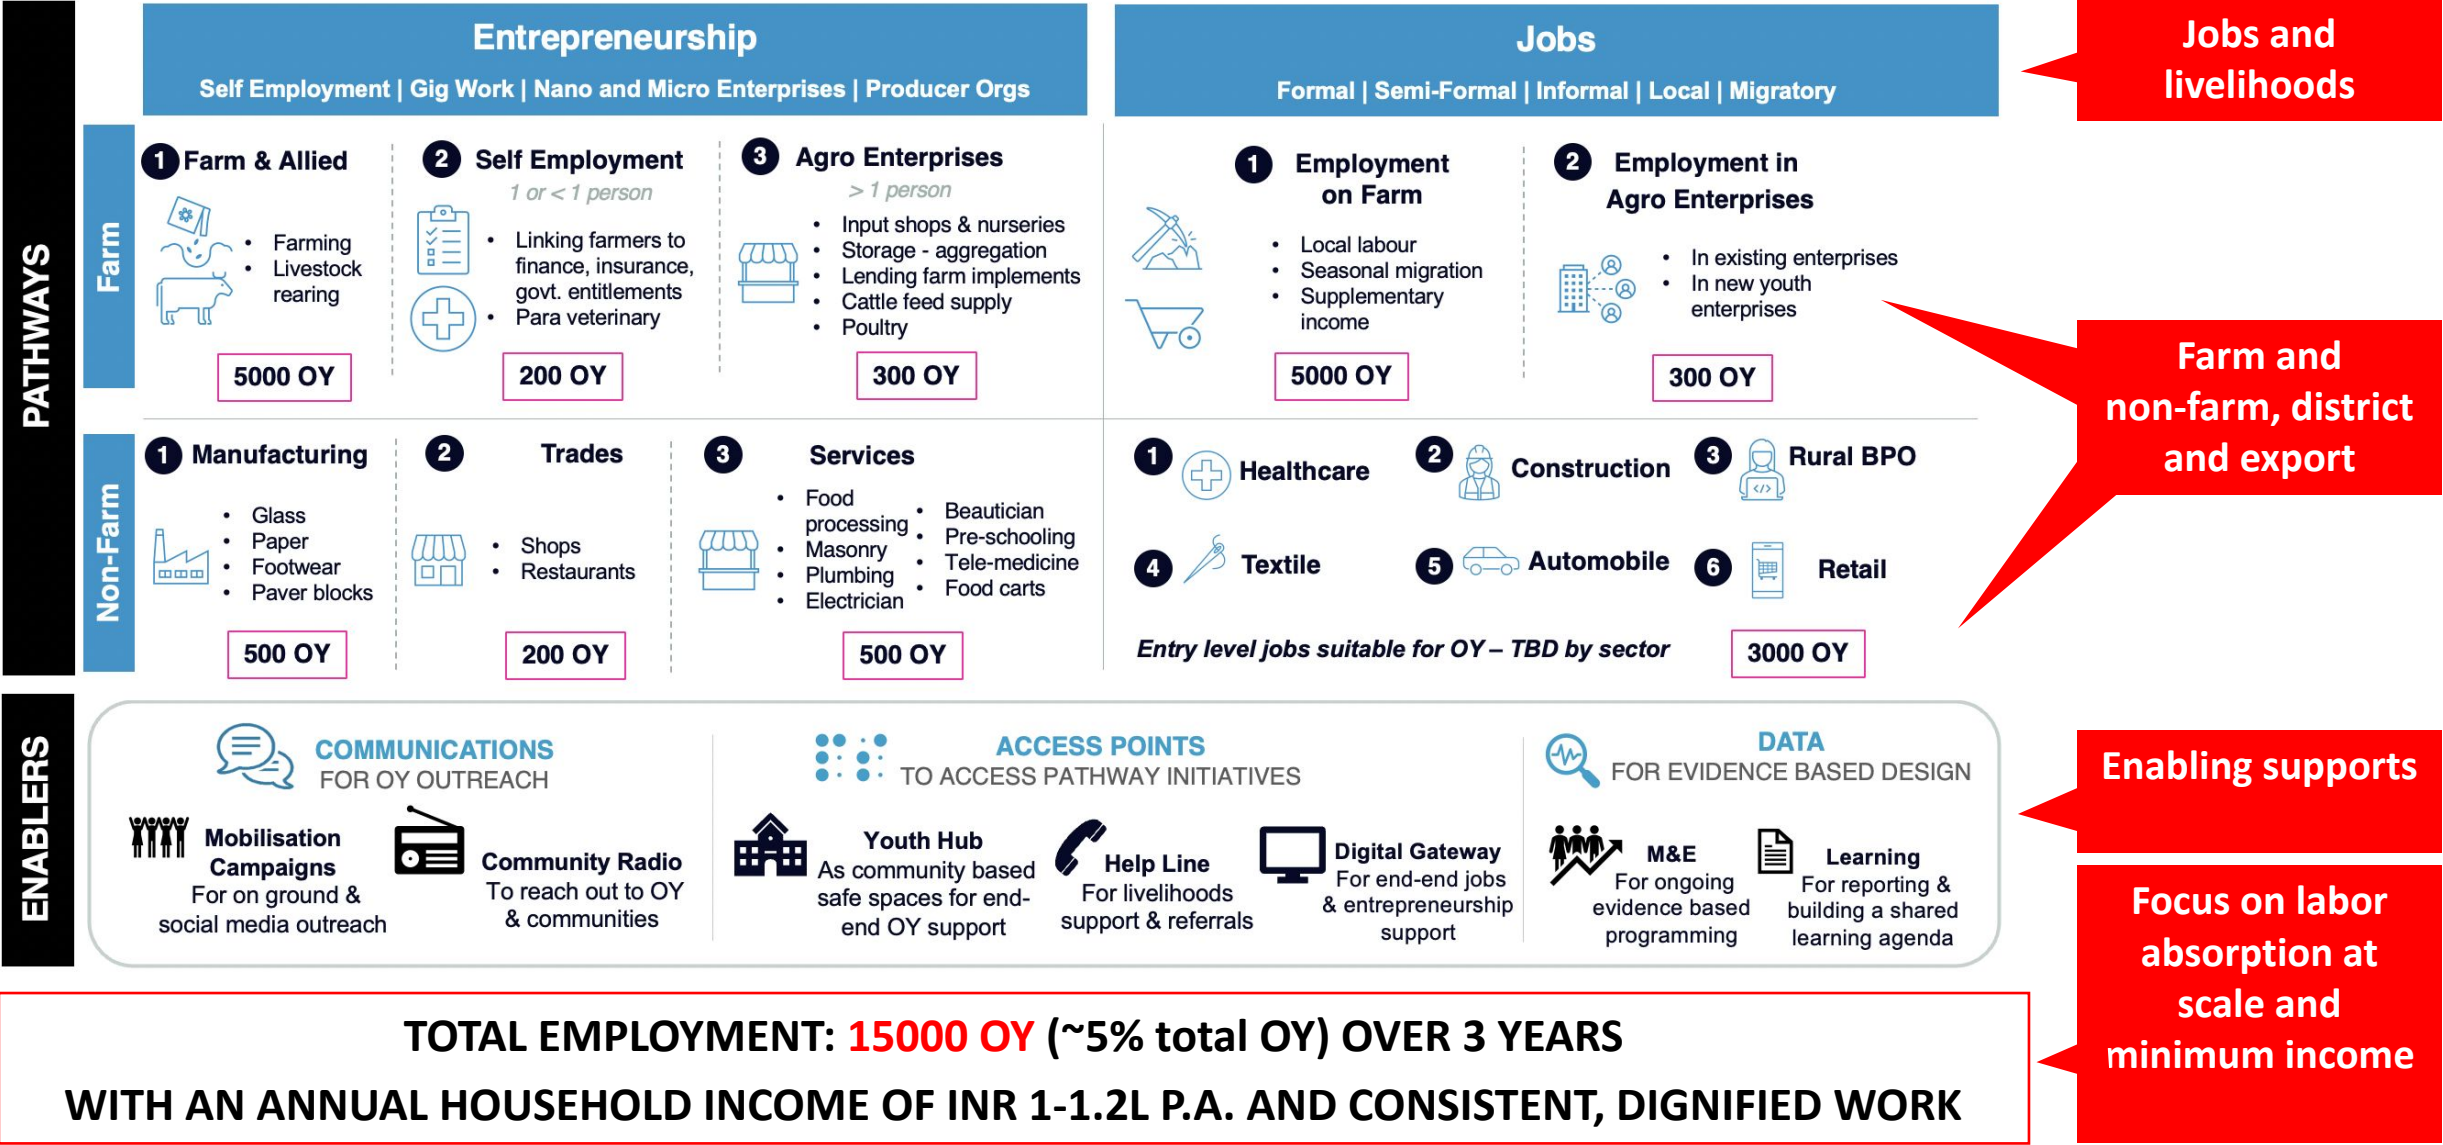 Entrepreneurship
Self Employment | Gig Work | Nano and Micro Enterprises | Producer Orgs
Jobs
Formal | Semi-Formal | Informal | Local | Migratory
Jobs and
livelihoods
PATHWAYS
Farm
1 Farm & Allied
• Farming
• Livestock
rearing
5000 OY
2 Self Employment
1 or < 1 person
• Linking farmers to
finance, insurance,
govt. entitlements
• Para veterinary
200 OY
3 Agro Enterprises
> 1 person
• Input shops & nurseries
• Storage - aggregation
• Lending farm implements
• Cattle feed supply
• Poultry
300 OY
1 Employment
on Farm
• Local labour
• Seasonal migration
• Supplementary
income
5000 OY
2 Employment in
Agro Enterprises
• In existing enterprises
• In new youth
enterprises
300 OY
Farm and
non-farm, district
and export
Non-Farm
1 Manufacturing
• Glass
• Paper
• Footwear
• Paver blocks
500 OY
2 Trades
• Shops
• Restaurants
200 OY
3 Services
• Food
processing
• Masonry
• Plumbing
• Electrician
• Beautician
• Pre-schooling
• Tele-medicine
• Food carts
500 OY
1 Healthcare
2 Construction
3 Rural BPO
</>
4 Textile
5 Automobile
6 Retail
Entry level jobs suitable for OY – TBD by sector
3000 OY
ENABLERS
COMMUNICATIONS
FOR OY OUTREACH
Mobilisation
Campaigns
For on ground &
social media outreach
Community Radio
To reach out to OY
& communities
ACCESS POINTS
TO ACCESS PATHWAY INITIATIVES
Youth Hub
As community based
safe spaces for end-
end OY support
Help Line
For livelihoods
support & referrals
Digital Gateway
For end-end jobs
& entrepreneurship
support
DATA
FOR EVIDENCE BASED DESIGN
M&E
For ongoing
evidence based
programming
Learning
For reporting &
building a shared
learning agenda
Enabling supports
Focus on labor
absorption at
scale and
minimum income
TOTAL EMPLOYMENT: 15000 OY (~5% total OY) OVER 3 YEARS
WITH AN ANNUAL HOUSEHOLD INCOME OF INR 1-1.2L P.A. AND CONSISTENT, DIGNIFIED WORK